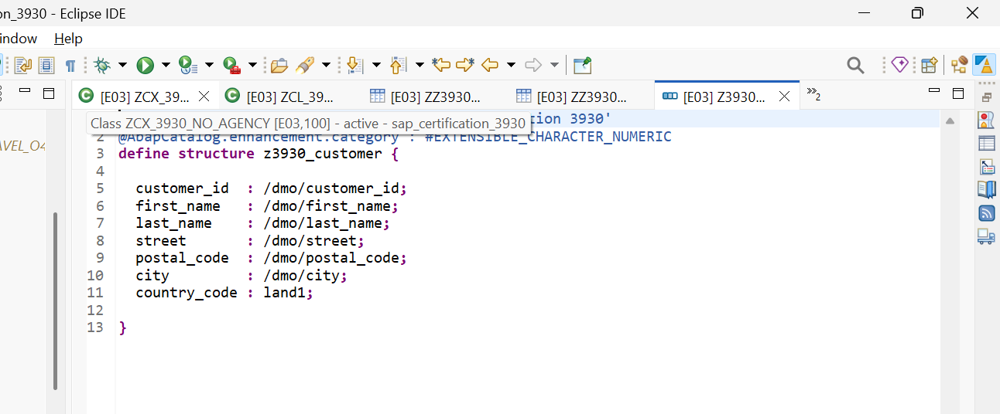 on_3930 - Eclipse IDE
indow Help
[E03] ZCX_39... [E03] ZCL_39... [E03] ZZ3930... [E03] ZZ3930... [E03] Z3930... »2
Class ZCX_3930_NO_AGENCY [E03,100] - active - sap_certification_3930
tion 3930'
AVEL_04
2 @AbapCatalog.enhancement.category : #EXTENSIBLE_CHARACTER_NUMERIC
3 define structure z3930_customer {
4
5 customer_id : /dmo/customer_id;
6 first_name : /dmo/first_name;
7 last_name : /dmo/last_name;
8 street : /dmo/street;
9 postal_code : /dmo/postal_code;
10 city : /dmo/city;
11 country_code : land1;
12
13 }